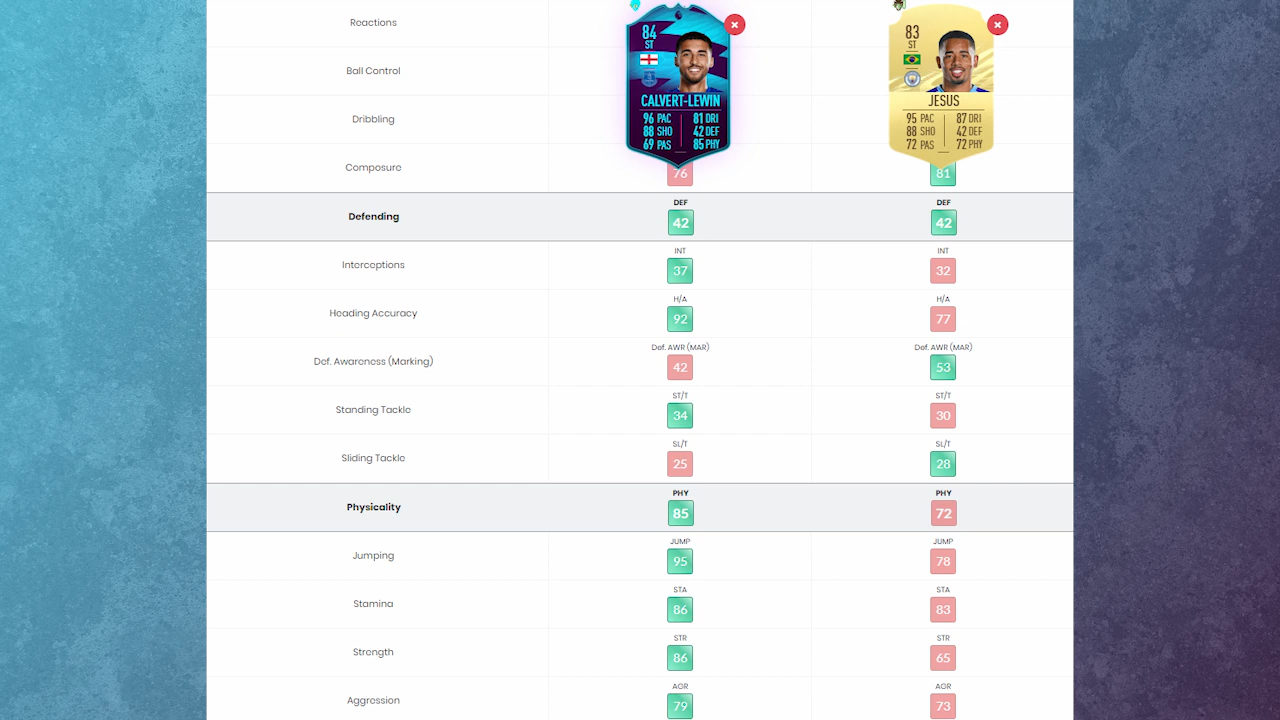 Reactions
Ball Control
Dribbling
Composure 76 81
84
ST
CALVERT-LEWIN
96 PAC 81 DRI
88 SHO 42 DEF
69 PAS 85 PHY
83
ST
JESUS
95 PAC 87 DRI
88 SHO 42 DEF
72 PAS 72 PHY
DEF DEF
Defending 42 42
INT INT
Interceptions 37 32
H/A H/A
Heading Accuracy 92 77
Def. AWR (MAR) Def. AWR (MAR)
Def. Awareness (Marking) 42 53
ST/T ST/T
Standing Tackle 34 30
SL/T SL/T
Sliding Tackle 25 28
PHY PHY
Physicality 85 72
JUMP JUMP
Jumping 95 78
STA STA
Stamina 86 83
STR STR
Strength 86 65
AGR AGR
Aggression 79 73